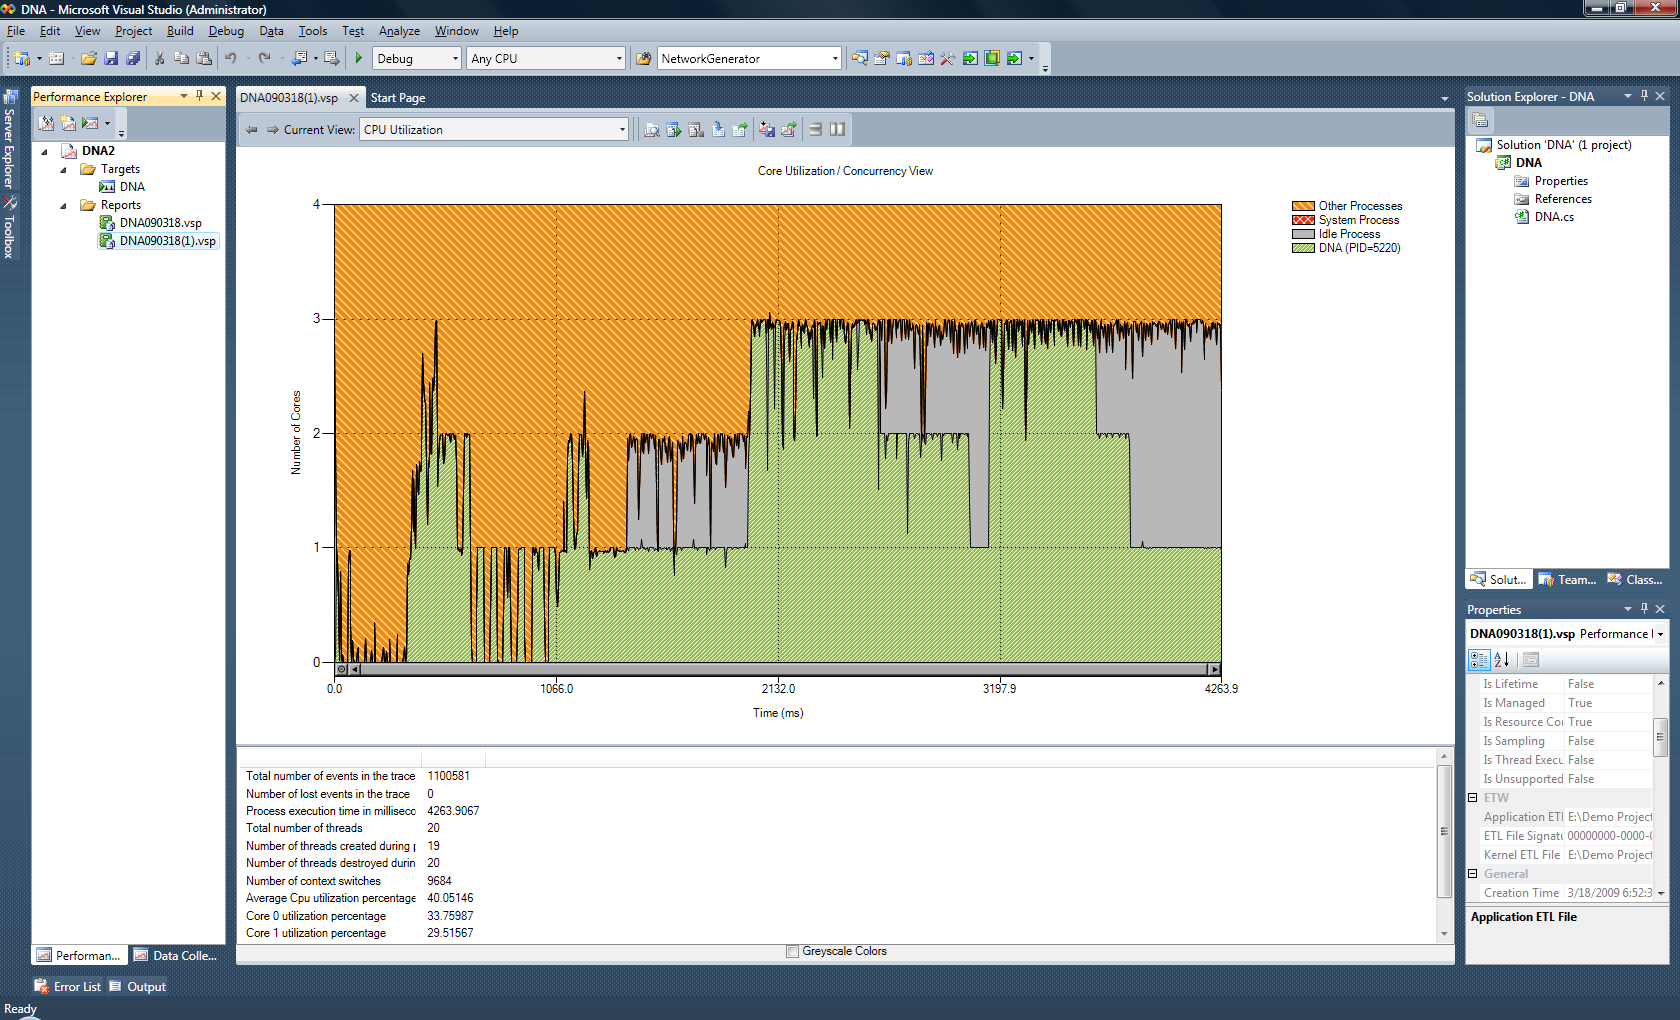 DNA - Microsoft Visual Studio (Administrator)
File Edit View Project Build Debug Data Tools Test Analyze Window Help
Debug Any CPU NetworkGenerator
Server Explorer
Toolbox
Performance Explorer
DNA2
Targets
DNA
Reports
DNA090318.vsp
DNA090318(1).vsp
Performan... Data Colle...
DNA090318(1).vsp Start Page
Current View: CPU Utilization
Core Utilization / Concurrency View
Number of Cores
4
3
2
1
0
0.0 1066.0 2132.0 3197.9 4263.9
Time (ms)
Other Processes
System Process
Idle Process
DNA (PID=5220)
Total number of events in the trace 1100581
Number of lost events in the trace 0
Process execution time in milliseco 4263.9067
Total number of threads 20
Number of threads created during p 19
Number of threads destroyed durin 20
Number of context switches 9684
Average Cpu utilization percentage 40.05146
Core 0 utilization percentage 33.75987
Core 1 utilization percentage 29.51567
Greyscale Colors
Solution Explorer - DNA
Solution 'DNA' (1 project)
DNA
Properties
References
DNA.cs
Solut... Team... Class...
Properties
DNA090318(1).vsp Performance
Is Lifetime False
Is Managed True
Is Resource Co True
Is Sampling False
Is Thread Execu False
Is Unsupported False
ETW
Application ETL E:\Demo Project
ETL File Signatu 00000000-0000-0
Kernel ETL File E:\Demo Project
General
Creation Time 3/18/2009 6:52:3
Application ETL File
Error List Output
Ready